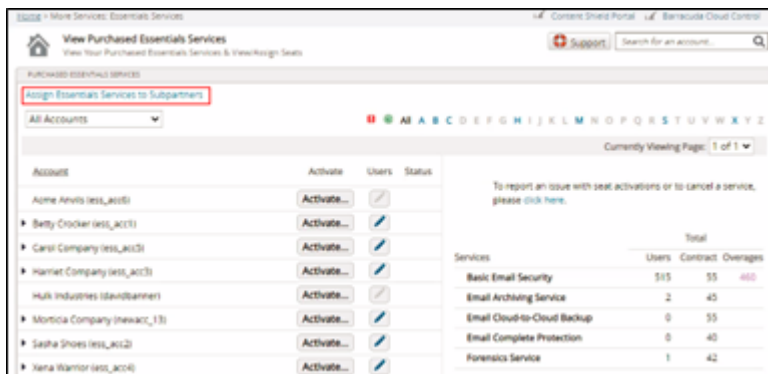 Home > More Services: Essentials Services
Content Shield Portal Barracuda Cloud Control
View Purchased Essentials Services
View Your Purchased Essentials Services & View/Assign Seats
Support Search for an account...
PURCHASED ESSENTIALS SERVICES
Assign Essentials Services to Subpartners
All Accounts
All A B C D E F G H I J K L M N O P Q R S T U V W X Y Z
Currently Viewing Page: 1 of 1
Account Activate Users Status
To report an issue with seat activations or to cancel a service,
please click here.
Acme Anvils (ess_acc6) Activate...
Betty Crocker (ess_acc1) Activate...
Carol Company (ess_acc5) Activate...
Harriet Company (ess_acc3) Activate...
Hulk Industries (davidbanner) Activate...
Morticia Company (newacc_13) Activate...
Sasha Shoes (ess_acc2) Activate...
Xena Warrior (ess_acc4) Activate...
Total
Services Users Contract Overages
Basic Email Security 515 55 460
Email Archiving Service 2 45
Email Cloud-to-Cloud Backup 0 55
Email Complete Protection 0 40
Forensics Service 1 42